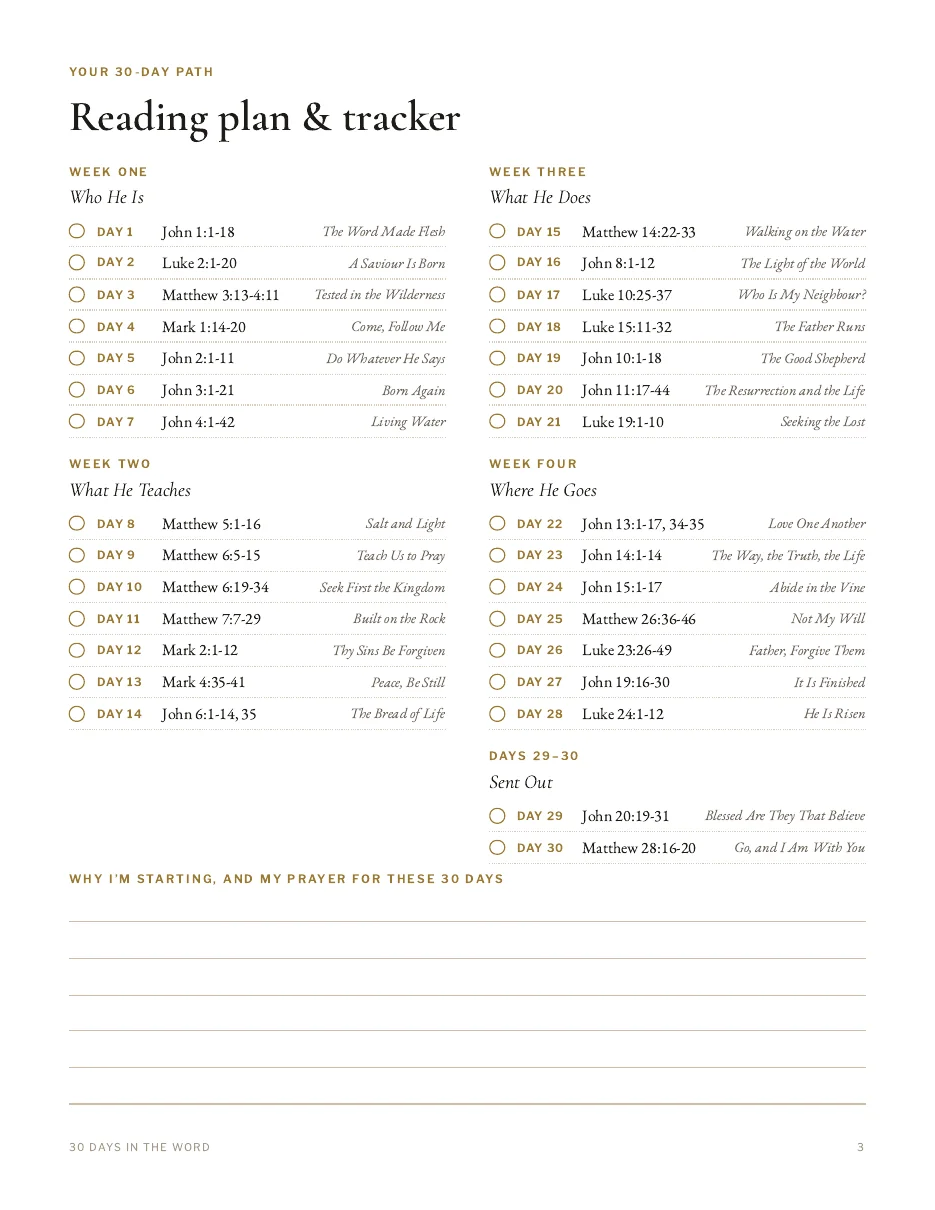 YOUR 30-DAY PATH
Reading plan & tracker
WEEK ONE
Who He Is
DAY 1 John 1:1-18 The Word Made Flesh
DAY 2 Luke 2:1-20 A Saviour Is Born
DAY 3 Matthew 3:13-4:11 Tested in the Wilderness
DAY 4 Mark 1:14-20 Come, Follow Me
DAY 5 John 2:1-11 Do Whatever He Says
DAY 6 John 3:1-21 Born Again
DAY 7 John 4:1-42 Living Water
WEEK TWO
What He Teaches
DAY 8 Matthew 5:1-16 Salt and Light
DAY 9 Matthew 6:5-15 Teach Us to Pray
DAY 10 Matthew 6:19-34 Seek First the Kingdom
DAY 11 Matthew 7:7-29 Built on the Rock
DAY 12 Mark 2:1-12 Thy Sins Be Forgiven
DAY 13 Mark 4:35-41 Peace, Be Still
DAY 14 John 6:1-14, 35 The Bread of Life
WEEK THREE
What He Does
DAY 15 Matthew 14:22-33 Walking on the Water
DAY 16 John 8:1-12 The Light of the World
DAY 17 Luke 10:25-37 Who Is My Neighbour?
DAY 18 Luke 15:11-32 The Father Runs
DAY 19 John 10:1-18 The Good Shepherd
DAY 20 John 11:17-44 The Resurrection and the Life
DAY 21 Luke 19:1-10 Seeking the Lost
WEEK FOUR
Where He Goes
DAY 22 John 13:1-17, 34-35 Love One Another
DAY 23 John 14:1-14 The Way, the Truth, the Life
DAY 24 John 15:1-17 Abide in the Vine
DAY 25 Matthew 26:36-46 Not My Will
DAY 26 Luke 23:26-49 Father, Forgive Them
DAY 27 John 19:16-30 It Is Finished
DAY 28 Luke 24:1-12 He Is Risen
DAYS 29–30
Sent Out
DAY 29 John 20:19-31 Blessed Are They That Believe
DAY 30 Matthew 28:16-20 Go, and I Am With You
WHY I'M STARTING, AND MY PRAYER FOR THESE 30 DAYS
30 DAYS IN THE WORD 3